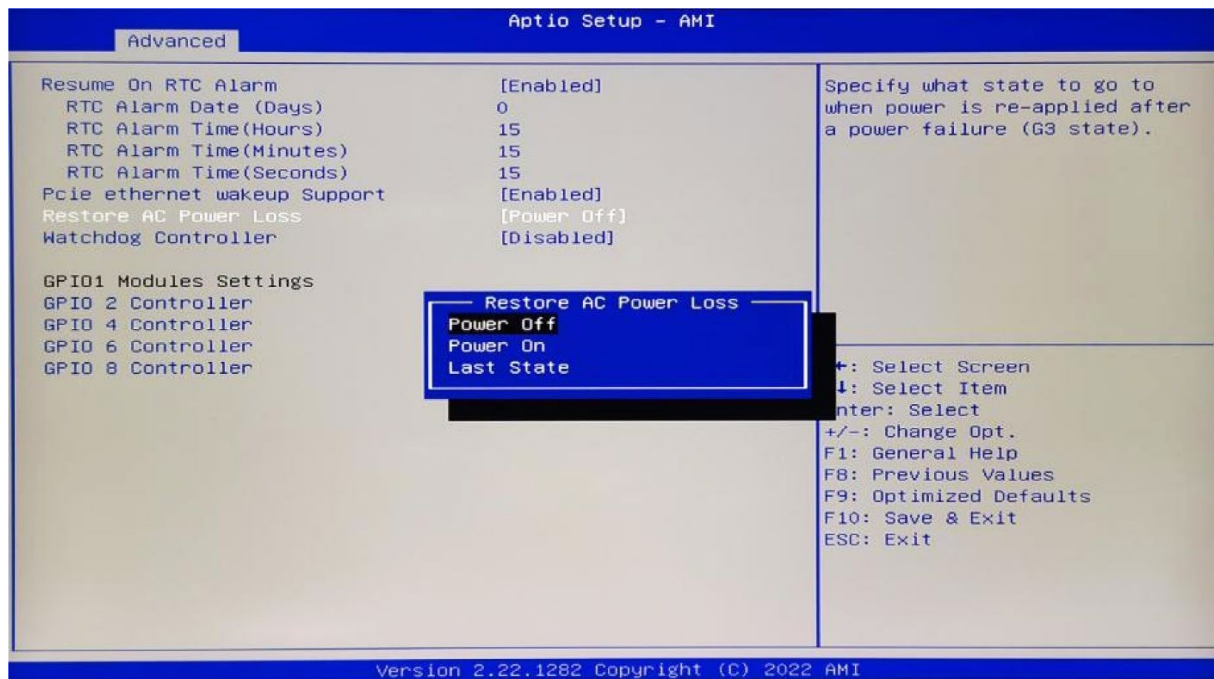 Aptio Setup - AMI
Advanced
Resume On RTC Alarm [Enabled]
RTC Alarm Date (Days) 0
RTC Alarm Time(Hours) 15
RTC Alarm Time(Minutes) 15
RTC Alarm Time(Seconds) 15
Pcie ethernet wakeup Support [Enabled]
Restore AC Power Loss [Power Off]
Watchdog Controller [Disabled]
GPIO1 Modules Settings
GPIO 2 Controller
GPIO 4 Controller
GPIO 6 Controller
GPIO 8 Controller
Restore AC Power Loss
Power Off
Power On
Last State
Specify what state to go to
when power is re-applied after
a power failure (G3 state).
: Select Screen
: Select Item
nter: Select
+/-: Change Opt.
F1: General Help
F8: Previous Values
F9: Optimized Defaults
F10: Save & Exit
ESC: Exit
Version 2.22.1282 Copyright (C) 2022 AMI